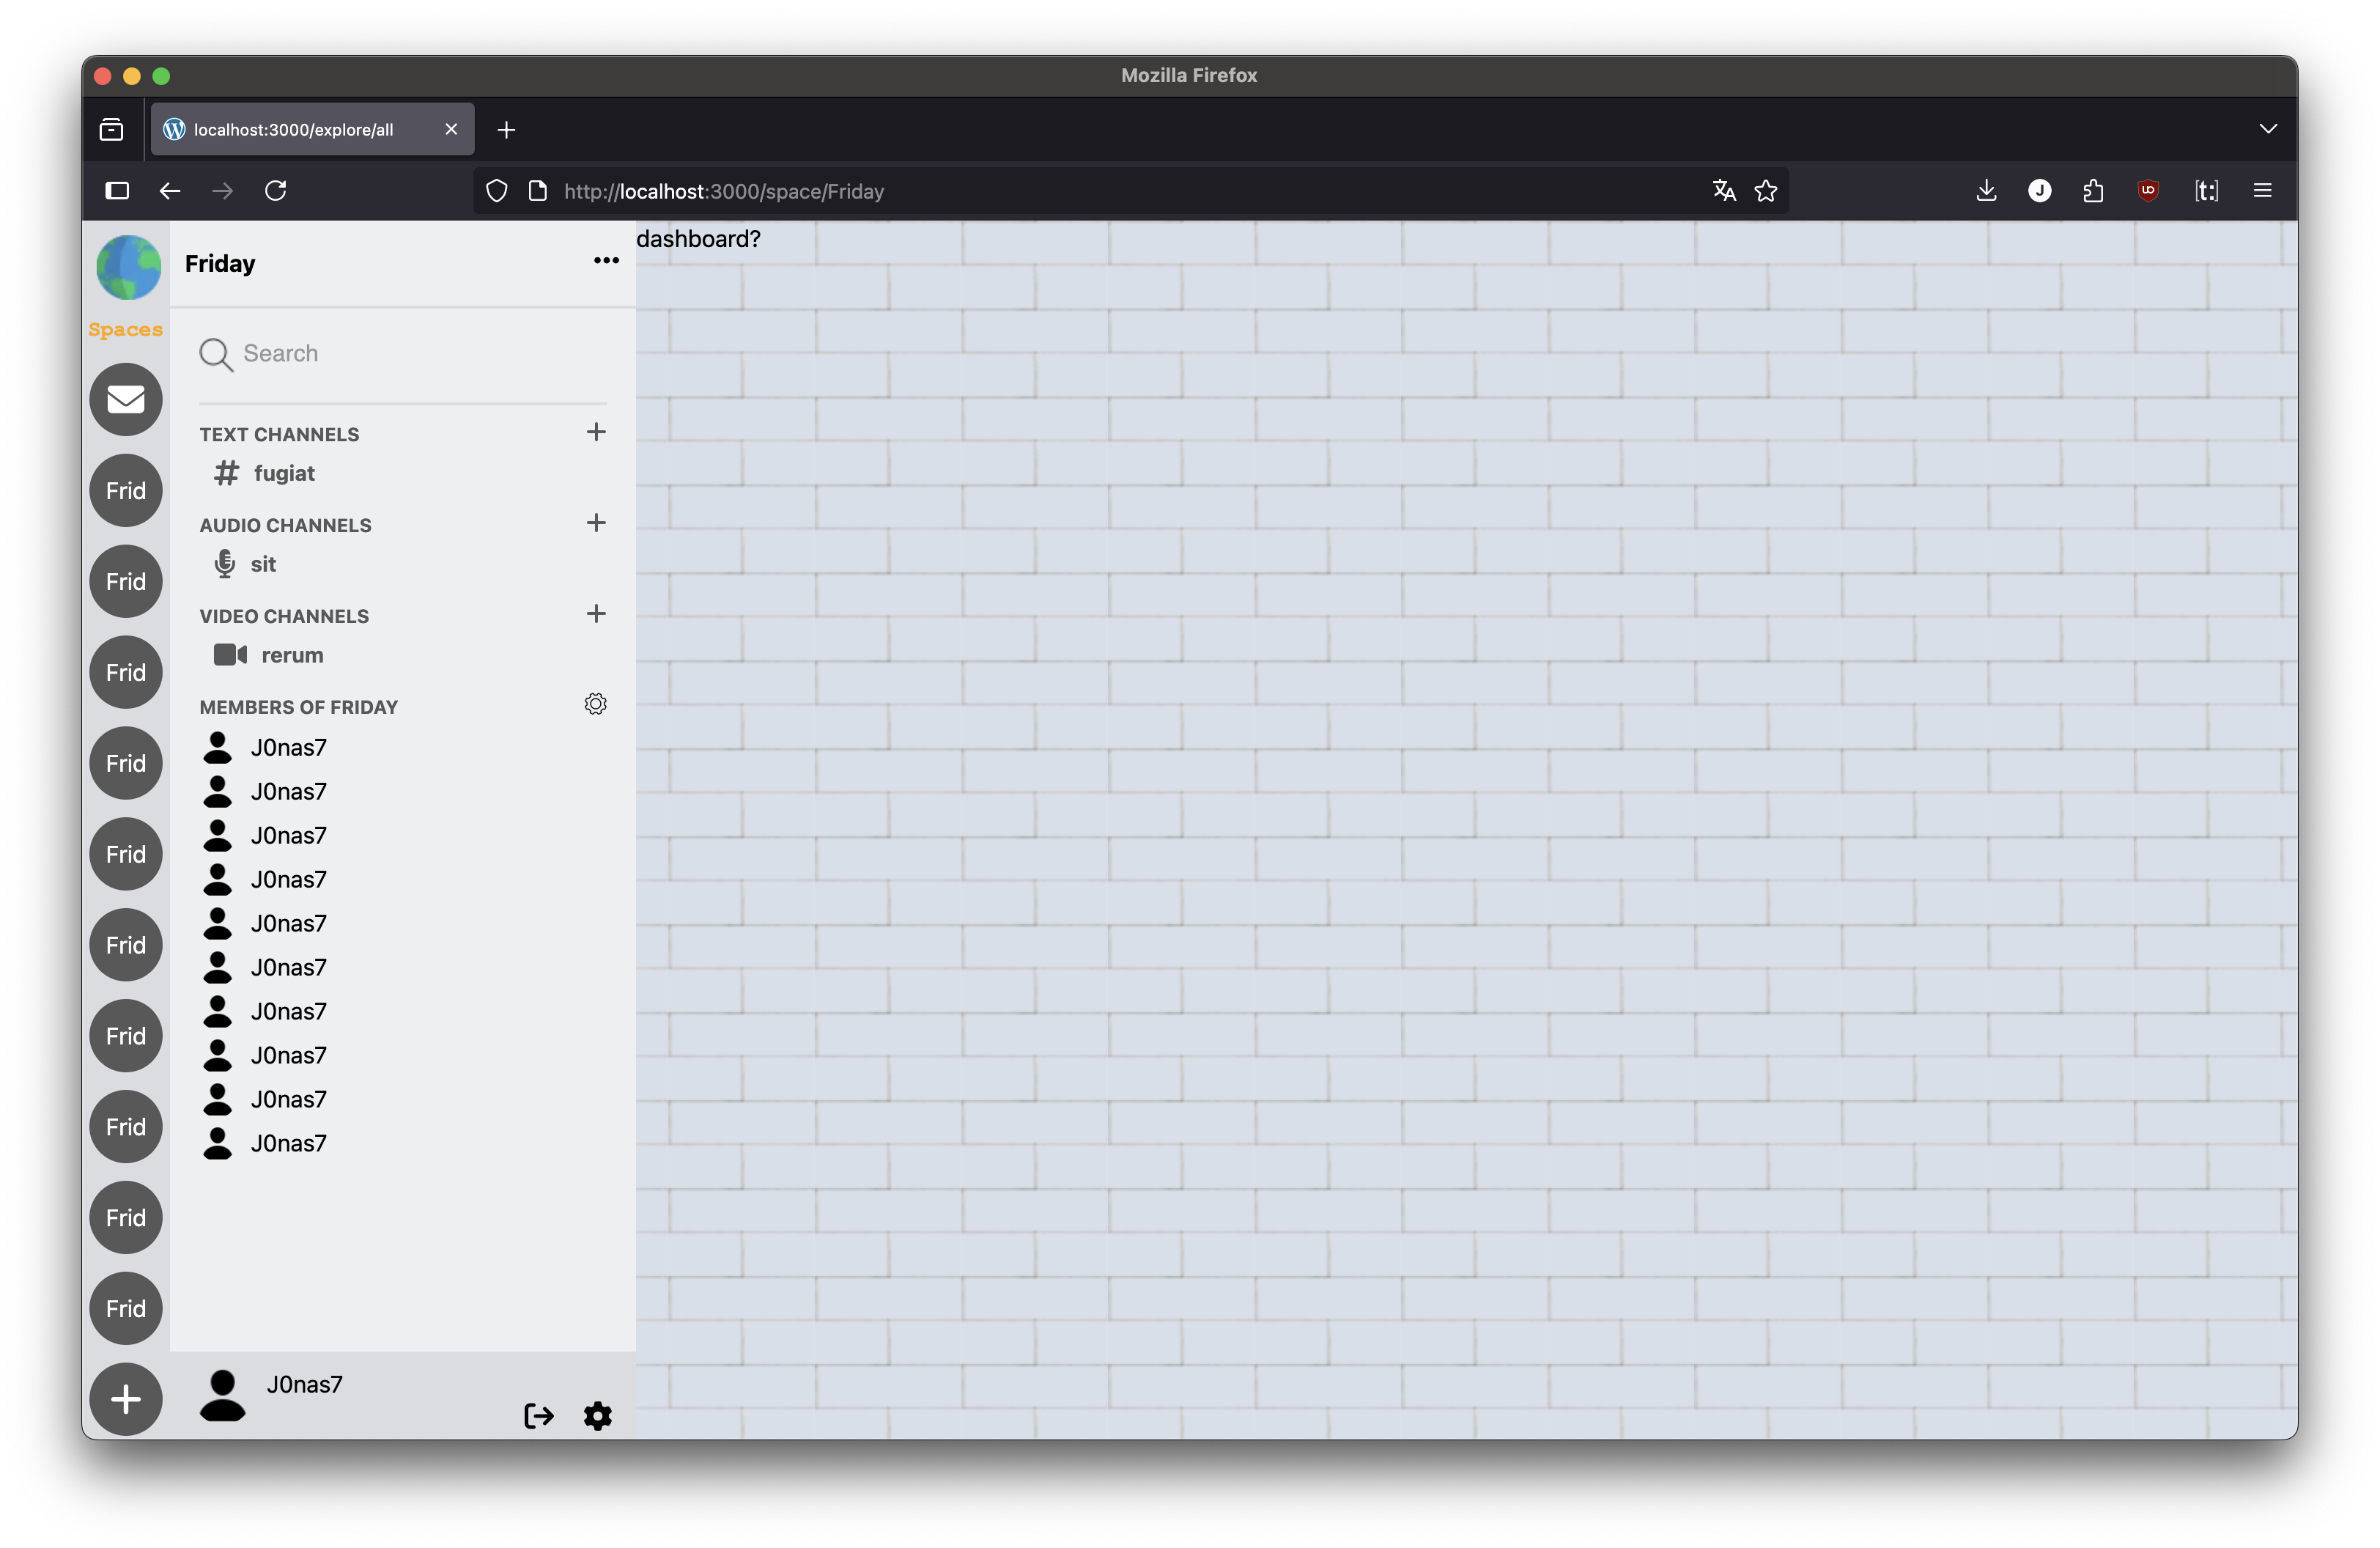 Mozilla Firefox
localhost:3000/explore/all
http://localhost:3000/space/Friday
J
[t:]
Spaces
Frid
Frid
Frid
Frid
Frid
Frid
Frid
Frid
Frid
Frid
Friday
Search
TEXT CHANNELS
# fugiat
AUDIO CHANNELS
sit
VIDEO CHANNELS
rerum
MEMBERS OF FRIDAY
J0nas7
J0nas7
J0nas7
J0nas7
J0nas7
J0nas7
J0nas7
J0nas7
J0nas7
J0nas7
J0nas7
dashboard?